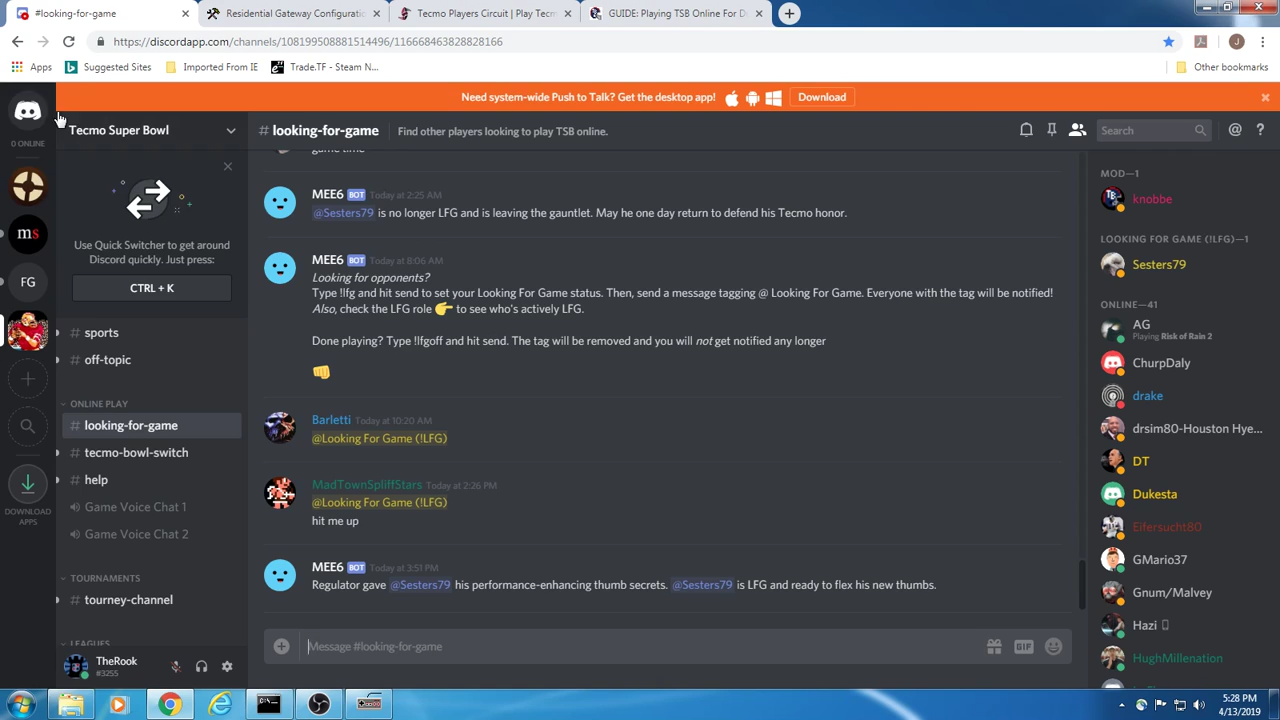 #looking-for-game
Residential Gateway Configuratio
Tecmo Players Circuit | Play Tecm
GUIDE: Playing TSB Online For D
https://discordapp.com/channels/108199508881514496/116668463828828166
J
Apps
Suggested Sites
Imported From IE
Trade.TF - Steam N...
Other bookmarks
Need system-wide Push to Talk? Get the desktop app!
Download
0 ONLINE
Tecmo Super Bowl
# looking-for-game
Find other players looking to play TSB online.
Search
game time
Use Quick Switcher to get around
Discord quickly. Just press:
CTRL + K
ms
FG
# sports
# off-topic
ONLINE PLAY
# looking-for-game
# tecmo-bowl-switch
# help
Game Voice Chat 1
Game Voice Chat 2
TOURNAMENTS
# tourney-channel
LEAGUES
DOWNLOAD
APPS
TheRook
#3255
MEE6 BOT Today at 2:25 AM
@Sesters79 is no longer LFG and is leaving the gauntlet. May he one day return to defend his Tecmo honor.
MEE6 BOT Today at 8:06 AM
Looking for opponents?
Type !lfg and hit send to set your Looking For Game status. Then, send a message tagging @ Looking For Game. Everyone with the tag will be notified!
Also, check the LFG role 👉 to see who's actively LFG.
Done playing? Type !lfgoff and hit send. The tag will be removed and you will not get notified any longer
👊
Barletti Today at 10:20 AM
@Looking For Game (!LFG)
MadTownSpliffStars Today at 2:26 PM
@Looking For Game (!LFG)
hit me up
MEE6 BOT Today at 3:51 PM
Regulator gave @Sesters79 his performance-enhancing thumb secrets. @Sesters79 is LFG and ready to flex his new thumbs.
Message #looking-for-game
GIF
MOD—1
knobbe
LOOKING FOR GAME (!LFG)—1
Sesters79
ONLINE—41
AG
Playing Risk of Rain 2
ChurpDaly
drake
drsim80-Houston Hye...
DT
Dukesta
Eifersucht80
GMario37
Gnum/Malvey
Hazi
HughMillenation
5:28 PM
4/13/2019